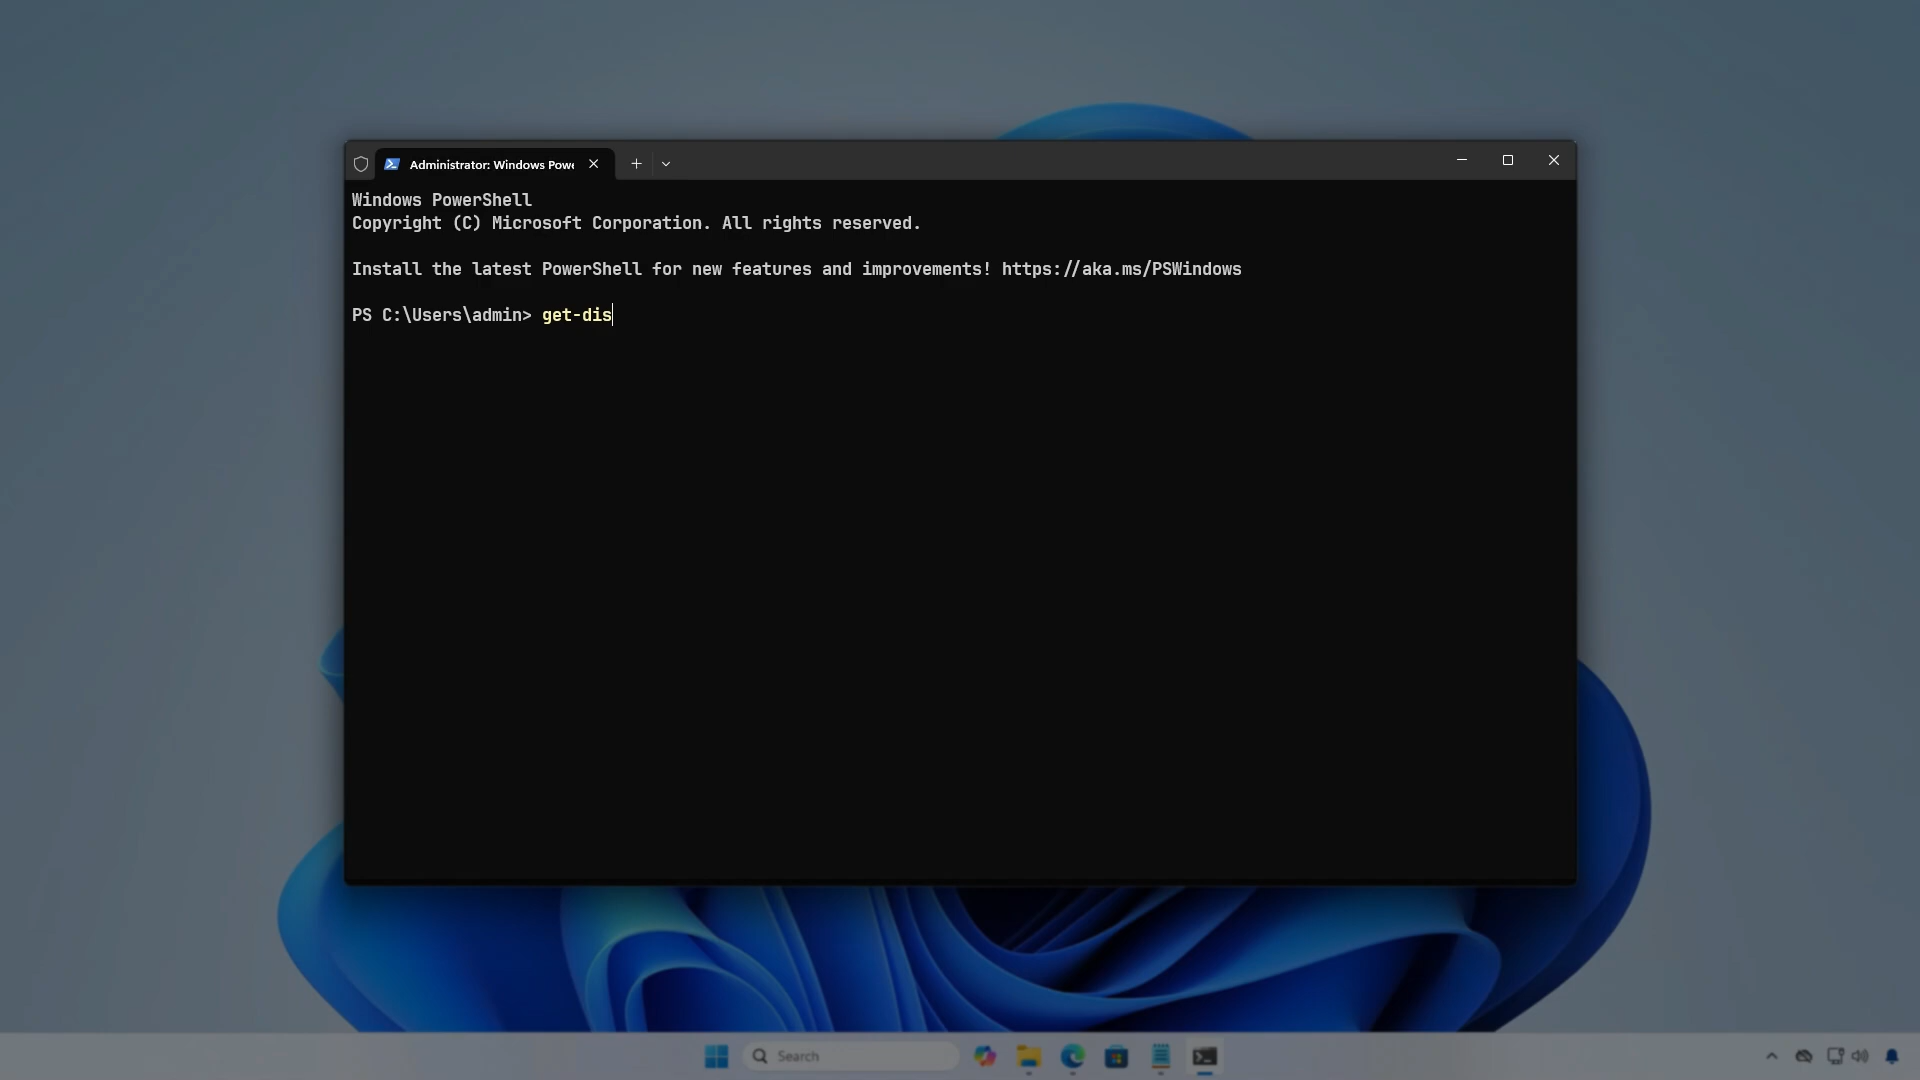 Administrator: Windows Powe
Windows PowerShell
Copyright (C) Microsoft Corporation. All rights reserved.
Install the latest PowerShell for new features and improvements! https://aka.ms/PSWindows
PS C:\Users\admin> get-dis
Search